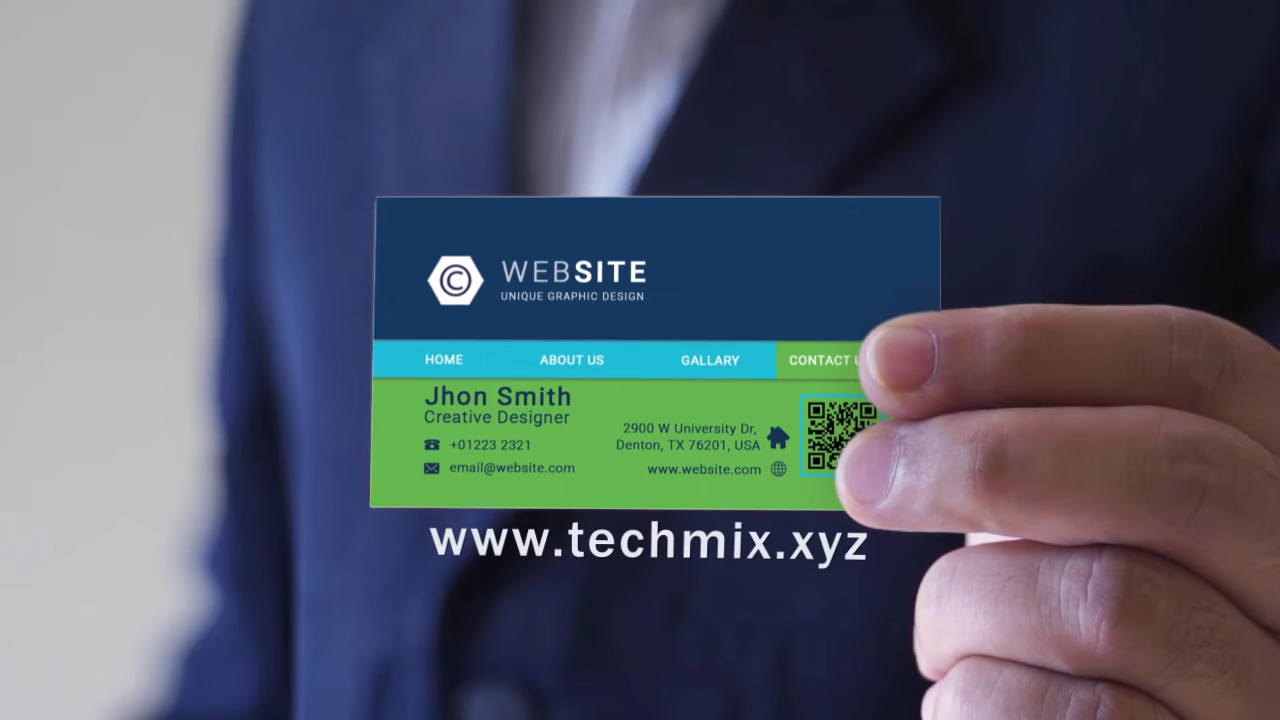 ©
WEBSITE
UNIQUE GRAPHIC DESIGN
HOME ABOUT US GALLARY CONTACT
Jhon Smith
Creative Designer
+01223 2321
email@website.com
2900 W University Dr,
Denton, TX 76201, USA
www.website.com
www.techmix.xyz